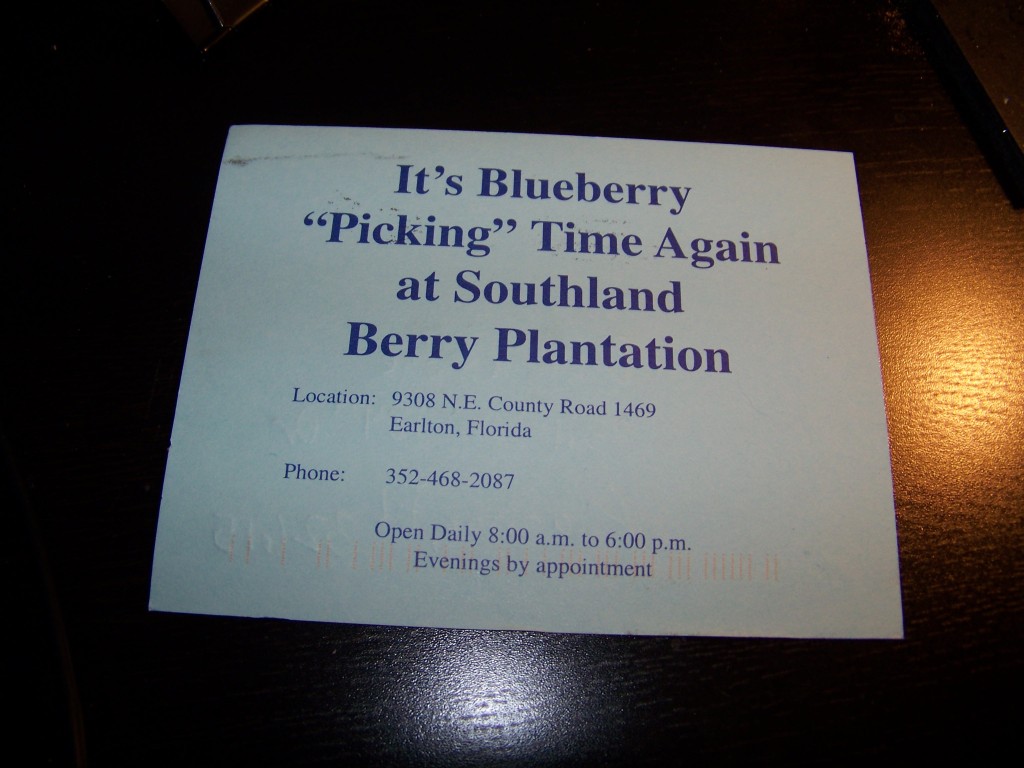 It's Blueberry
“Picking” Time Again
at Southland
Berry Plantation
Location: 9308 N.E. County Road 1469
Earlton, Florida
Phone: 352-468-2087
Open Daily 8:00 a.m. to 6:00 p.m.
Evenings by appointment